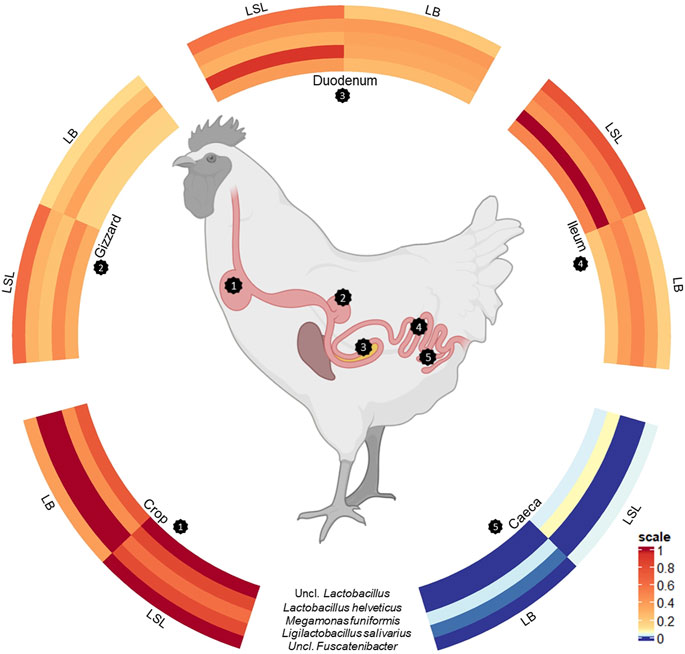 LSL
LB
Duodenum
3
LB
LSL
Gizzard
2
LSL
Ileum
4
LB
1
2
3
4
5
LB
Crop
1
LSL
Caeca
5
LSL
LB
scale
1
0.8
0.6
0.4
0.2
0
Uncl. Lactobacillus
Lactobacillus helveticus
Megamonas funiformis
Ligilactobacillus salivarius
Uncl. Fuscatenibacter